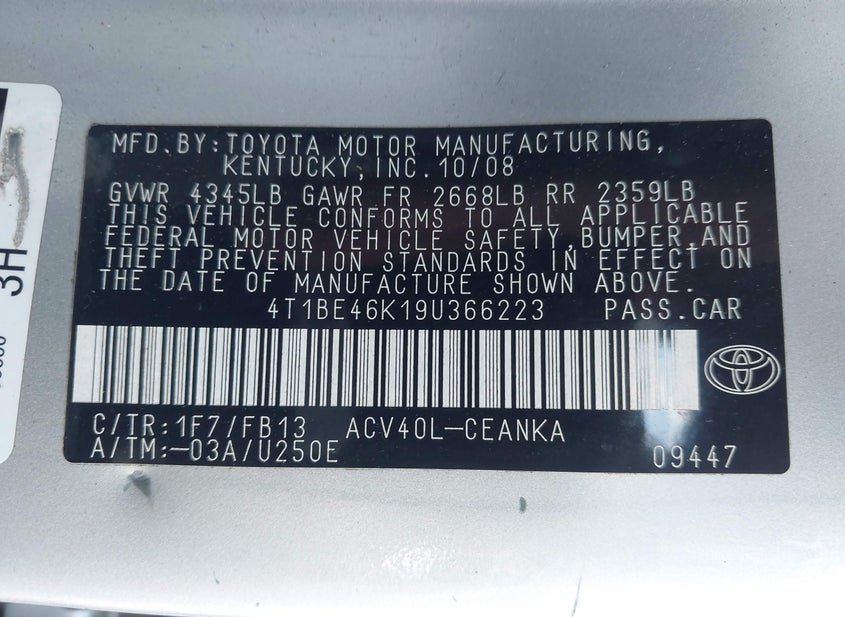 MFD.BY:TOYOTA MOTOR MANUFACTURING,
KENTUCKY,INC.10/08
GVWR 4345LB GAWR FR 2668LB RR 2359LB
THIS VEHICLE CONFORMS TO ALL APPLICABLE
FEDERAL MOTOR VEHICLE SAFETY,BUMPER,AND
THEFT PREVENTION STANDARDS IN EFFECT ON
THE DATE OF MANUFACTURE SHOWN ABOVE.
4T1BE46K19U366223 PASS.CAR
C/TR:1F7/FB13 ACV40L-CEANKA
A/TM:-03A/U250E 09447
3H